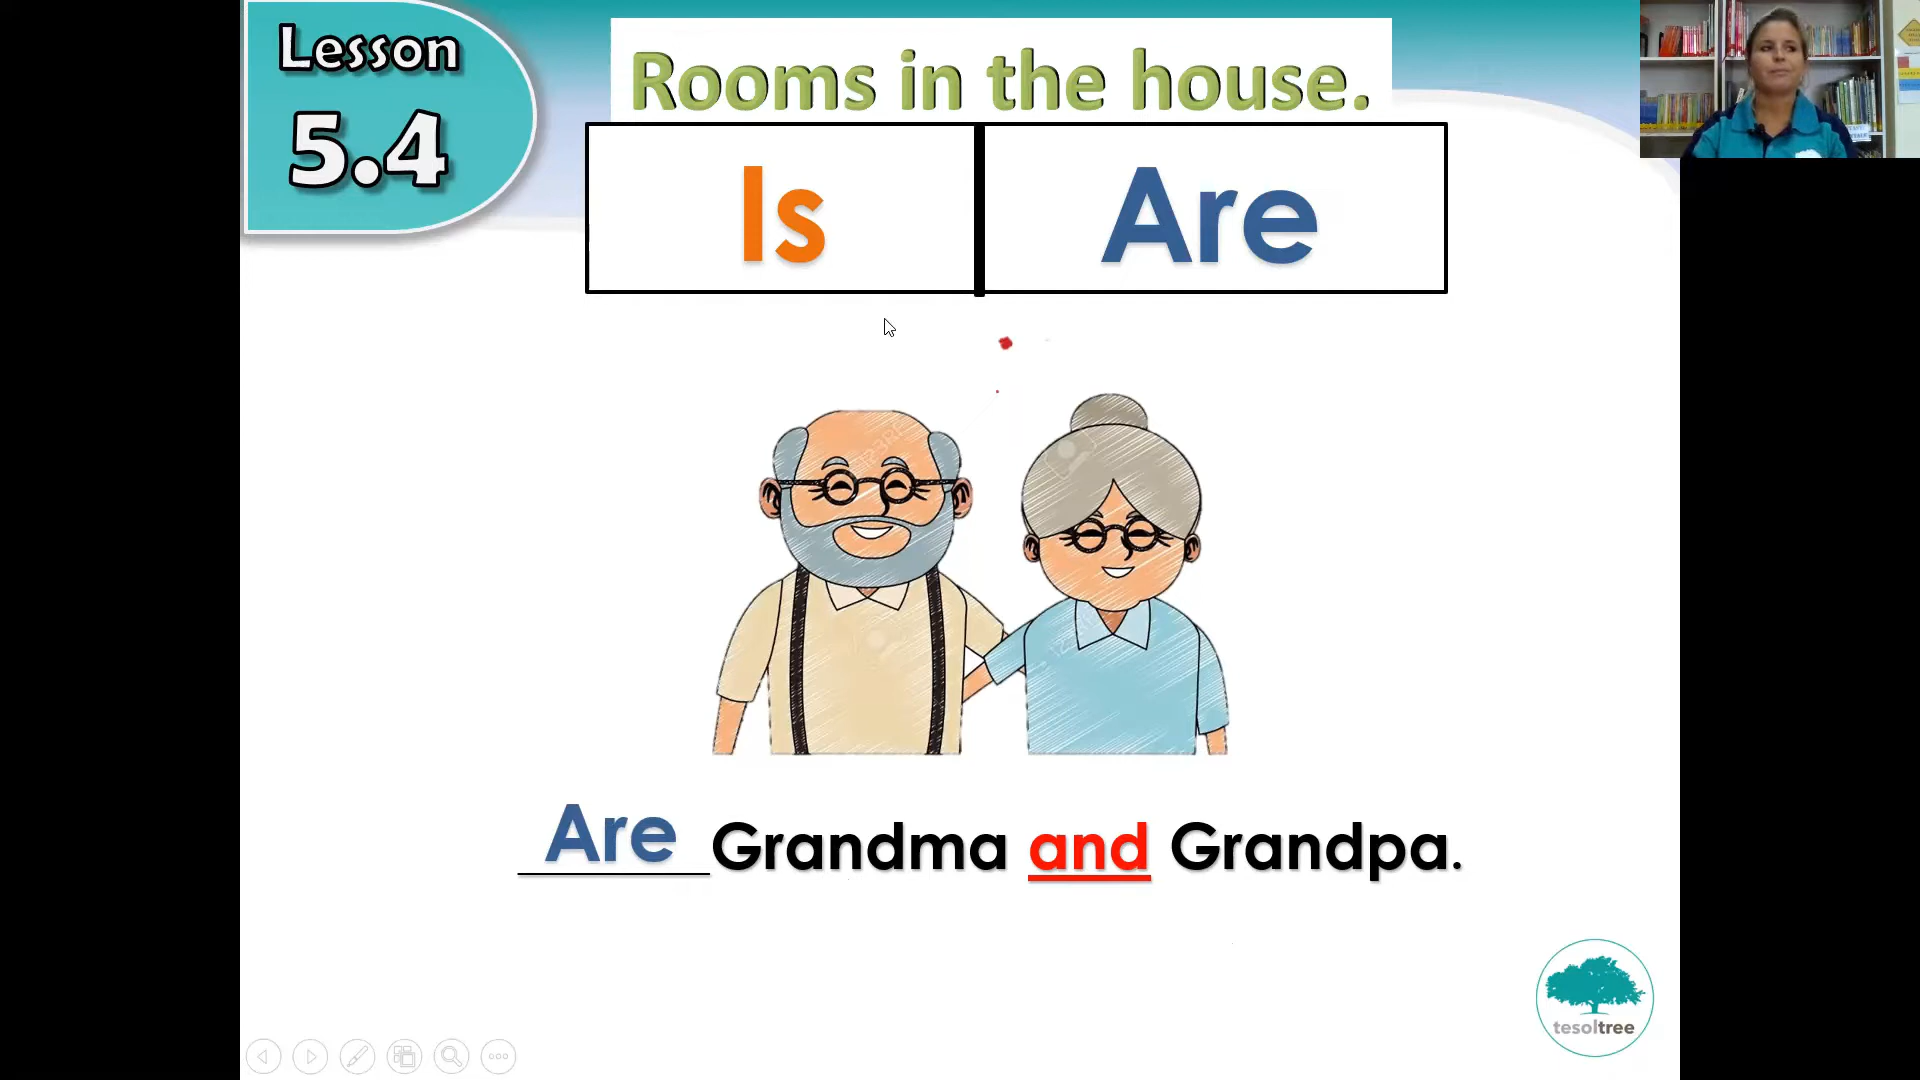 Lesson
5.4
Rooms in the house.
Is
Are
Are Grandma and Grandpa.
tesoltree